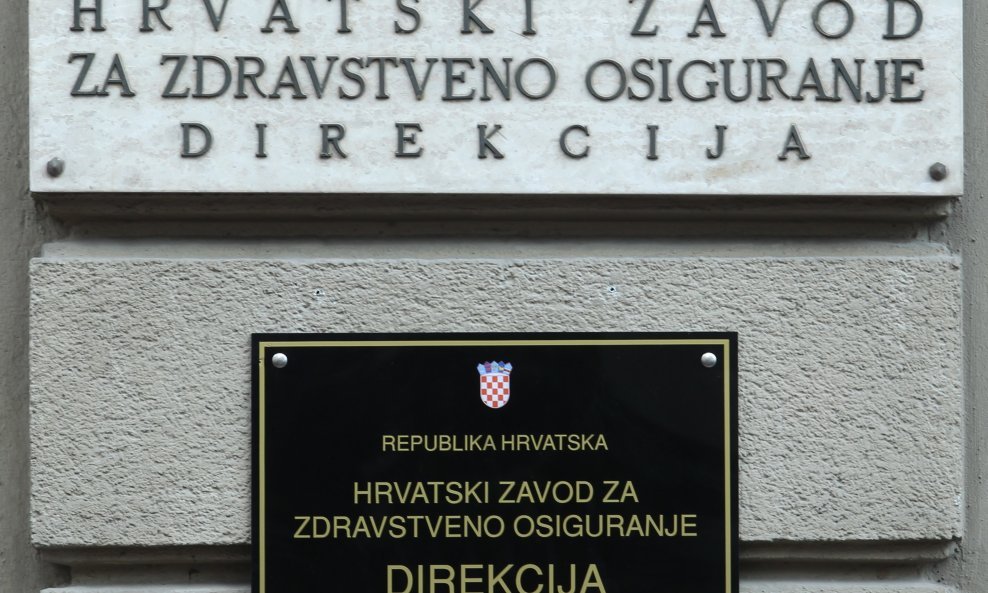 HRVATSKI ZAVOD
ZA ZDRAVSTVENO OSIGURANJE
DIREKCIJA
REPUBLIKA HRVATSKA
HRVATSKI ZAVOD ZA
ZDRAVSTVENO OSIGURANJE
DIREKCIJA